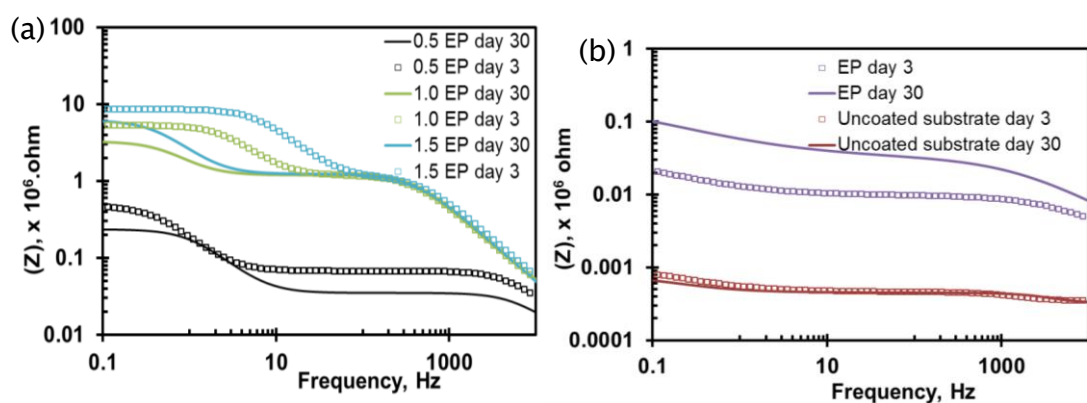 (a)
100
10
1
0.1
0.01
(Z), x 10⁶.ohm
0.5 EP day 30
0.5 EP day 3
1.0 EP day 30
1.0 EP day 3
1.5 EP day 30
1.5 EP day 3
0.1
10
1000
Frequency, Hz
(b)
1
0.1
0.01
0.001
0.0001
(Z), x 10⁶ ohm
EP day 3
EP day 30
Uncoated substrate day 3
Uncoated substrate day 30
0.1
10
1000
Frequency, Hz